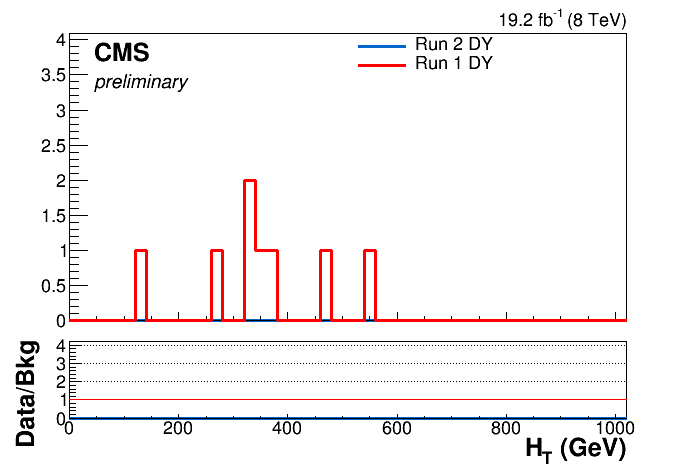 19.2 fb⁻¹ (8 TeV)
CMS
preliminary
Run 2 DY
Run 1 DY
4
3.5
3
2.5
2
1.5
1
0.5
0
Data/Bkg
4
3
2
1
0
0 200 400 600 800 1000
H_T (GeV)